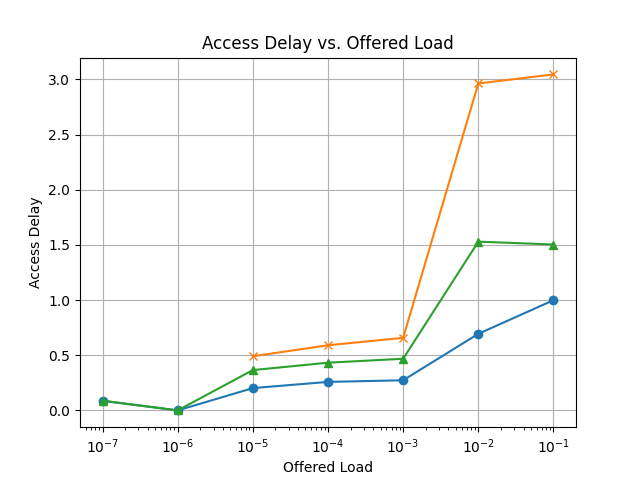 Access Delay vs. Offered Load
3.0
2.5
2.0
1.5
1.0
0.5
0.0
Access Delay
10⁻⁷ 10⁻⁶ 10⁻⁵ 10⁻⁴ 10⁻³ 10⁻² 10⁻¹
Offered Load